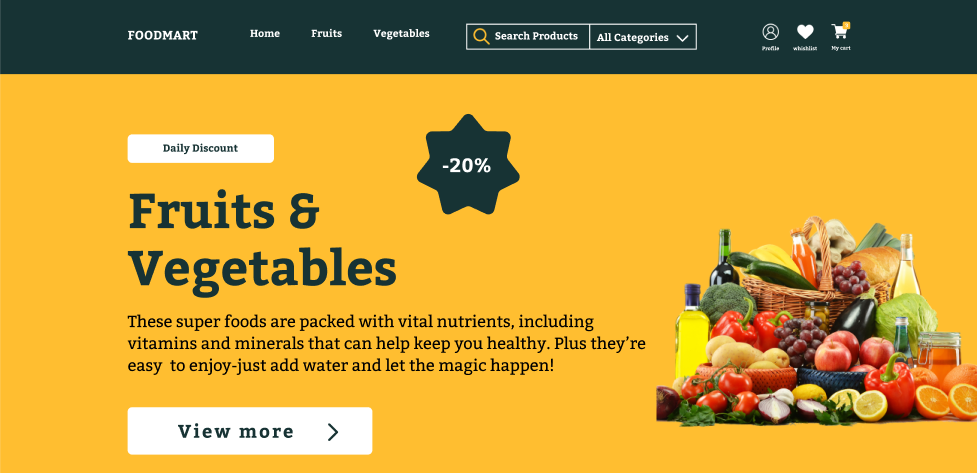 FOODMART
Home Fruits Vegetables
Search Products
All Categories
Profile
whishlist
My cart
Daily Discount
-20%
Fruits &
Vegetables
These super foods are packed with vital nutrients, including
vitamins and minerals that can help keep you healthy. Plus they're
easy to enjoy-just add water and let the magic happen!
View more